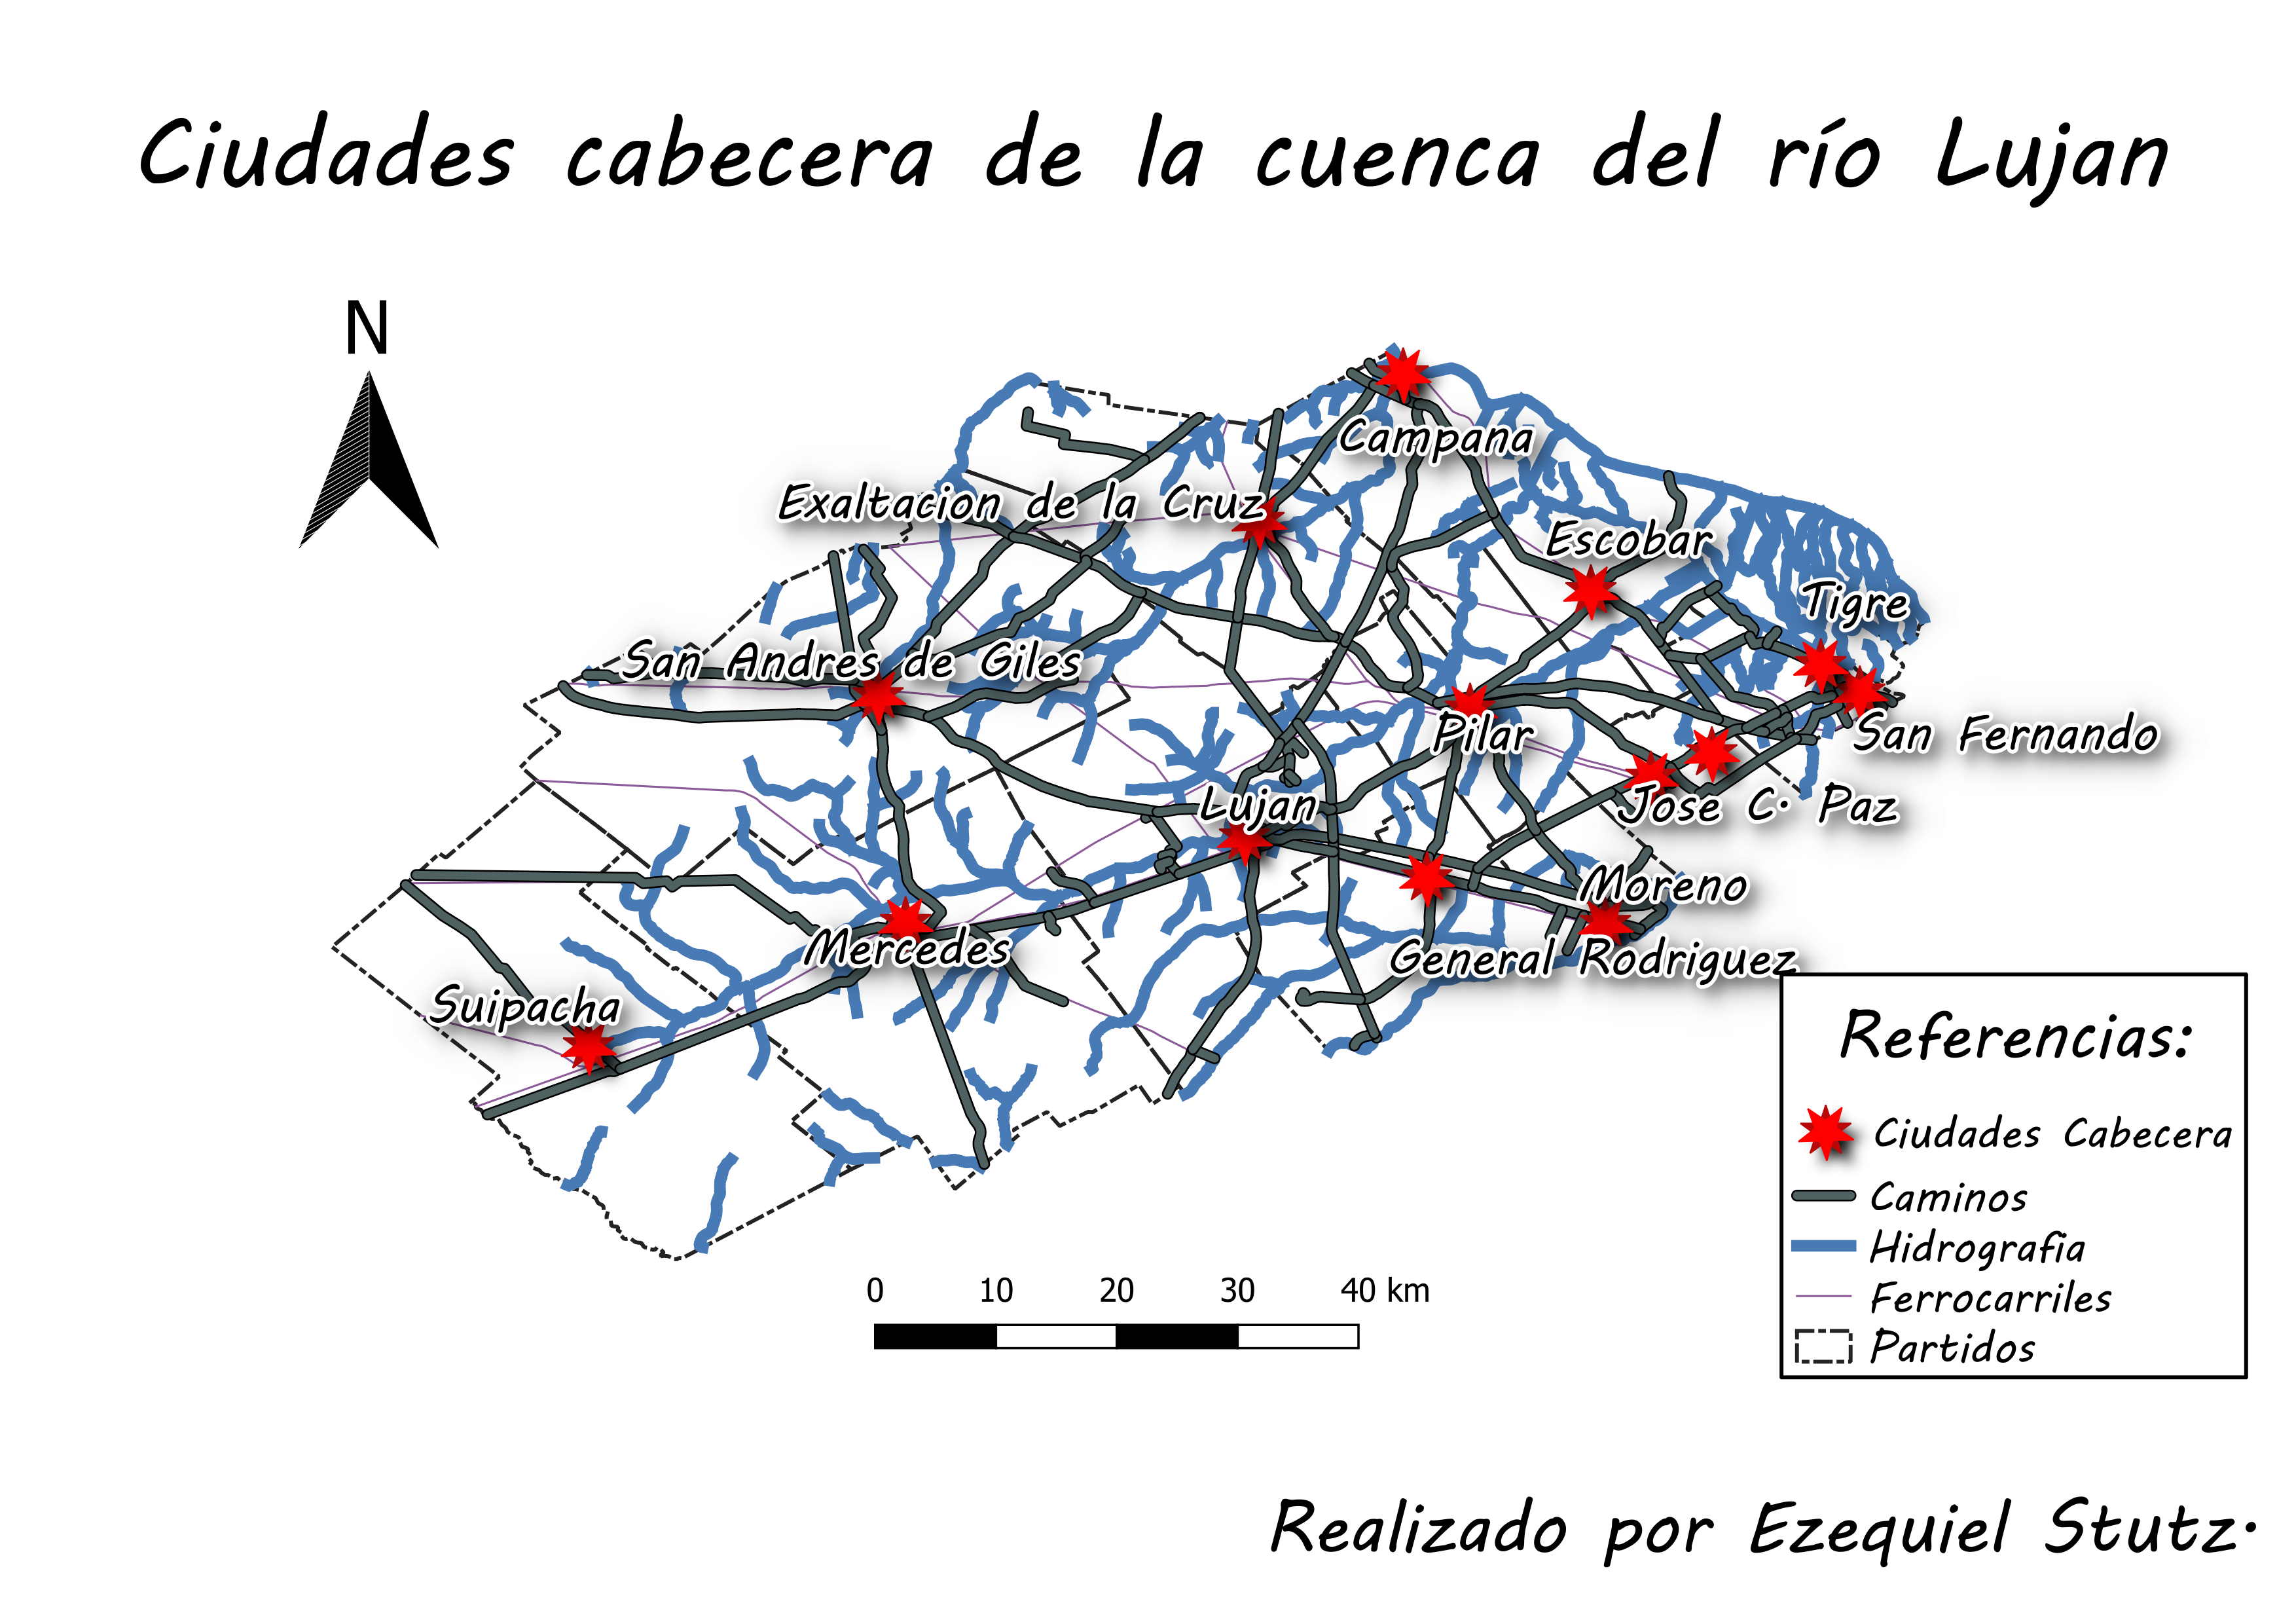 Ciudades cabecera de la cuenca del río Lujan
N
Campana
Exaltacion de la Cruz
Escobar
Tigre
San Andres de Giles
San Fernando
Pilar
Lujan
Jose C. Paz
Moreno
Mercedes
General Rodriguez
Suipacha
Referencias:
Ciudades Cabecera
Caminos
Hidrografia
Ferrocarriles
Partidos
0 10 20 30 40 km
Realizado por Ezequiel Stutz.